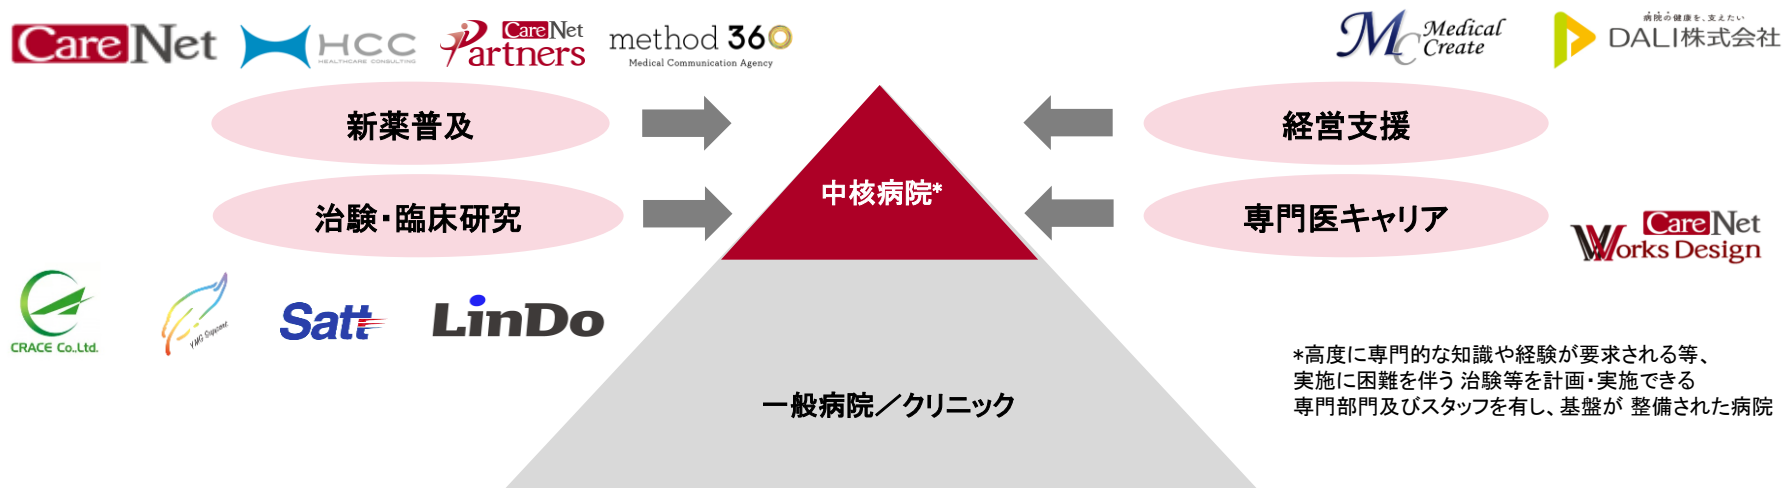 CareNet
HCC
HEALTHCARE CONSULTING
CareNet
Partners
method 360
Medical Communication Agency
MC Medical
Create
病院の健康を、支えたい
DALI株式会社
新薬普及
経営支援
中核病院*
治験・臨床研究
専門医キャリア
CareNet
Works Design
CRACE Co.,Ltd.
YMG Support
Satt
LinDo
*高度に専門的な知識や経験が要求される等、
実施に困難を伴う 治験等を計画・実施できる
専門部門及びスタッフを有し、基盤が 整備された病院
一般病院／クリニック